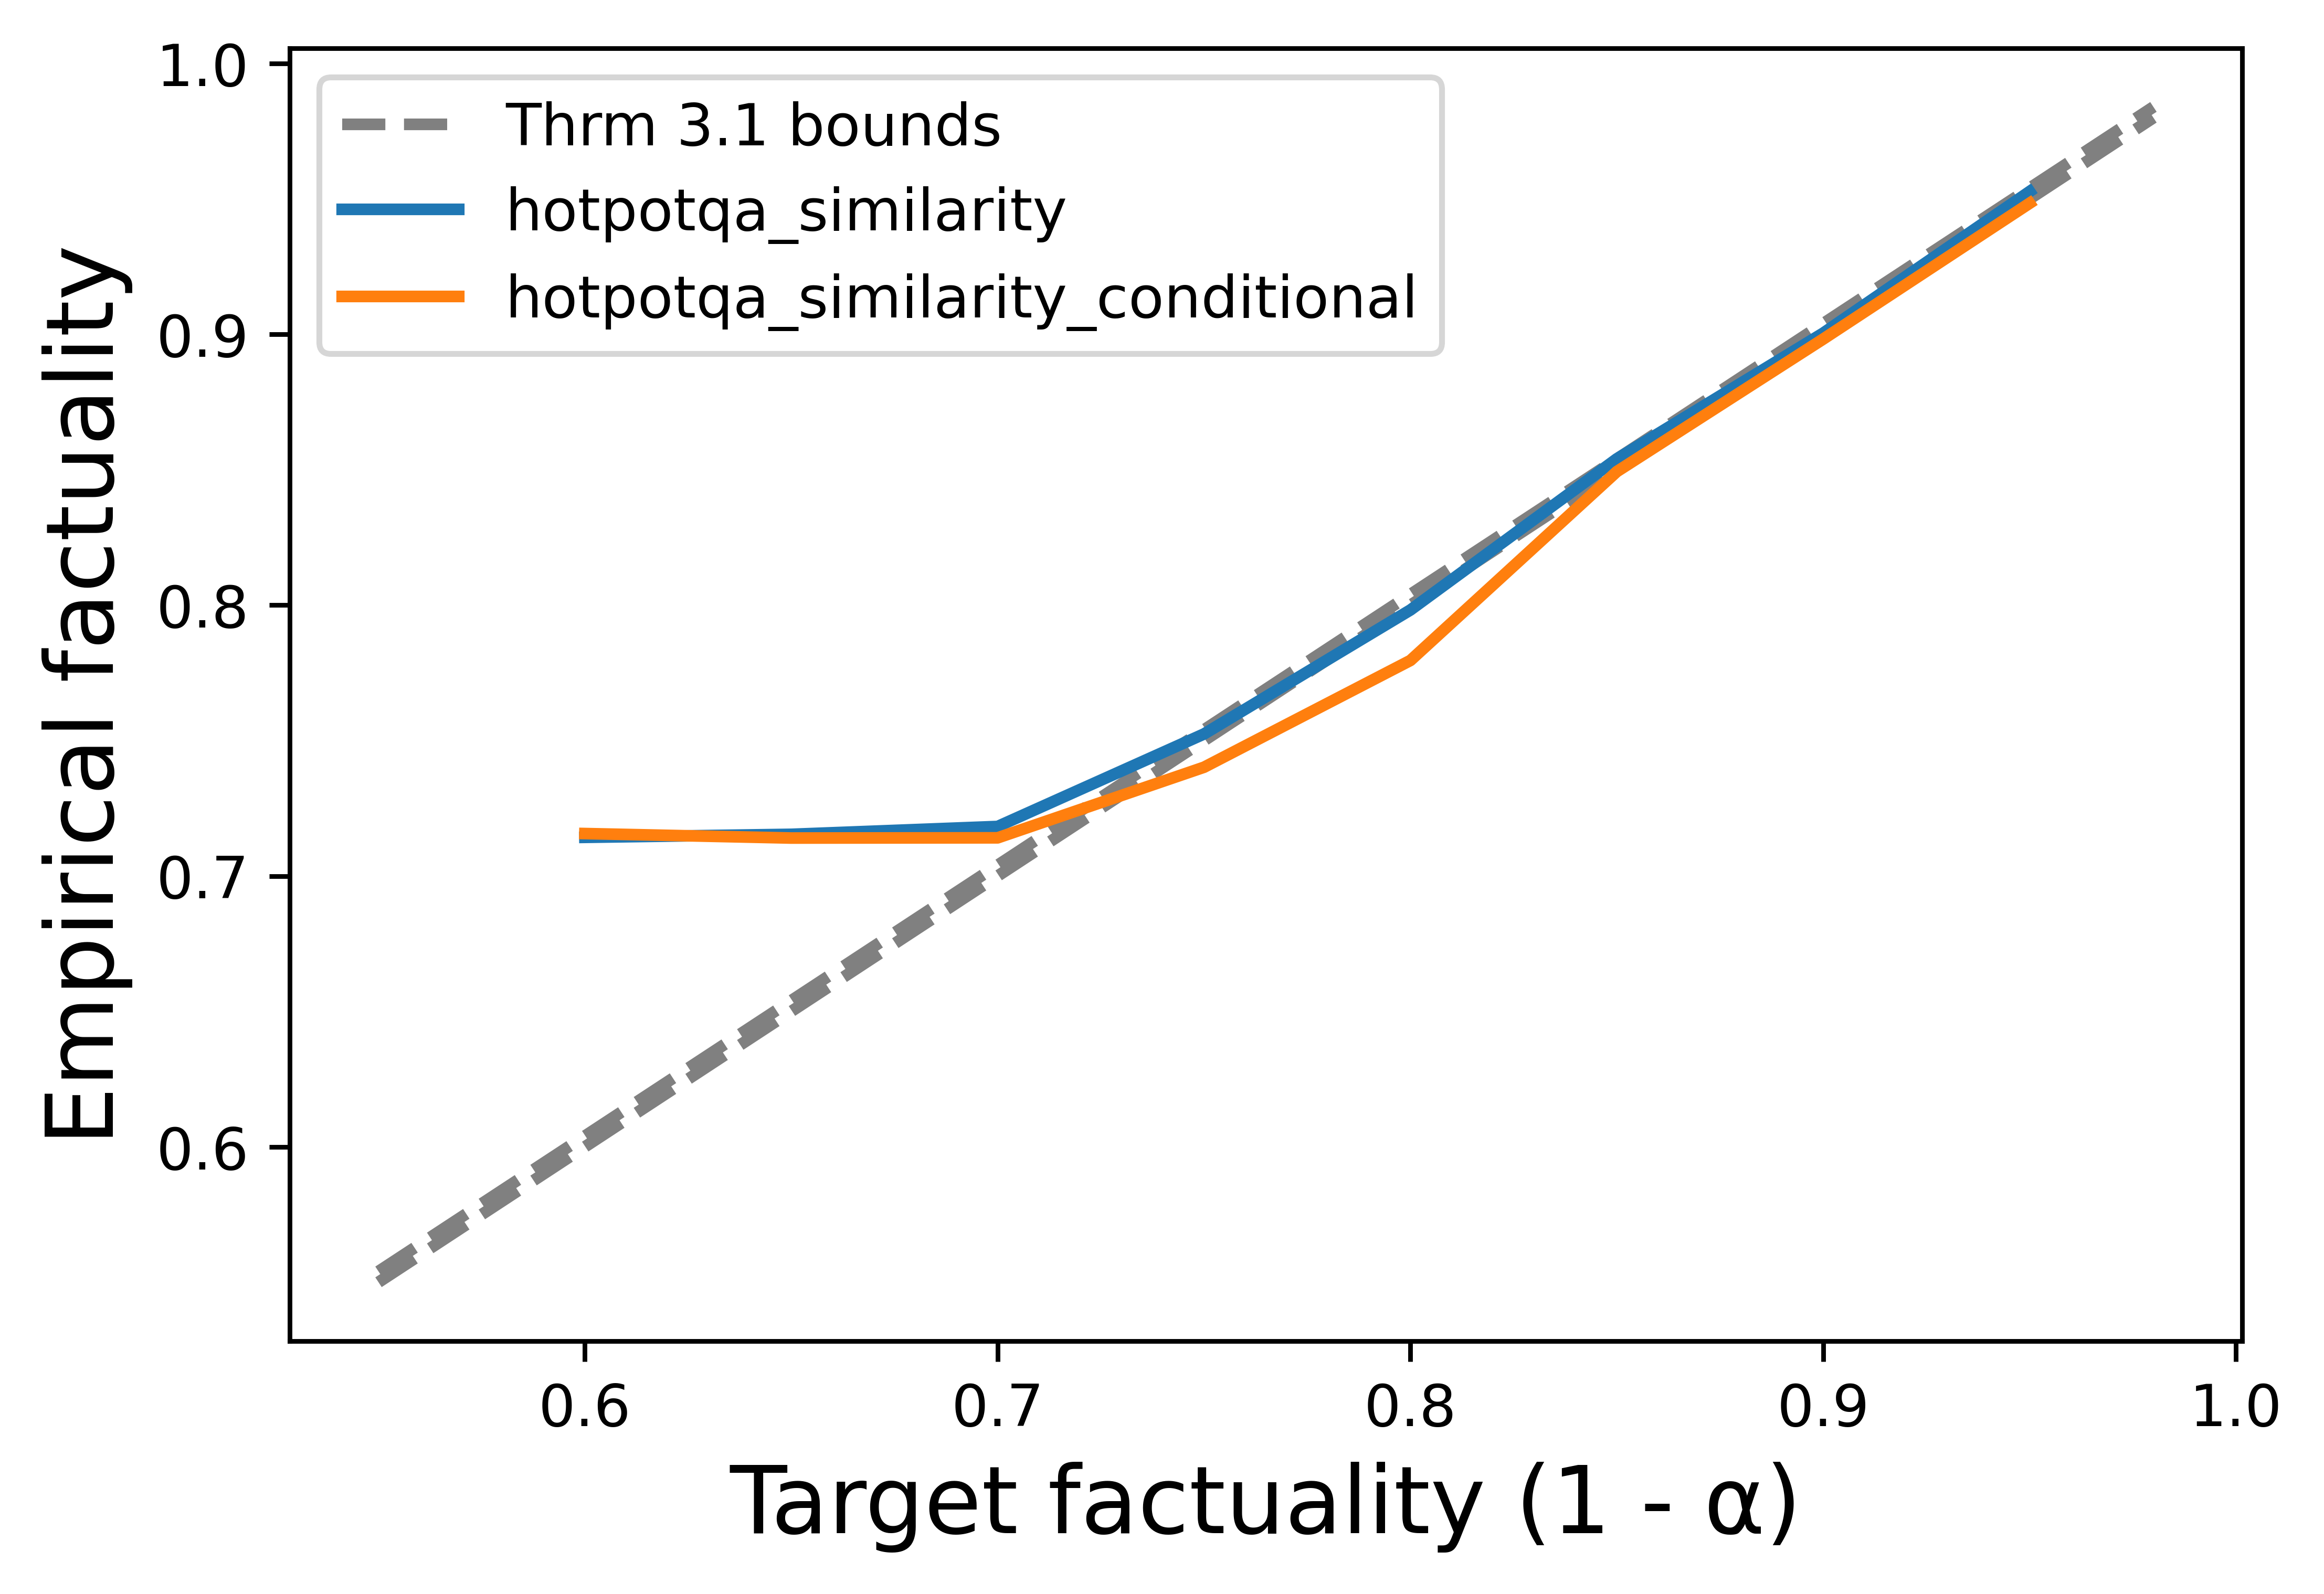 Thrm 3.1 bounds
hotpotqa_similarity
hotpotqa_similarity_conditional
Empirical factuality
1.0
0.9
0.8
0.7
0.6
0.6 0.7 0.8 0.9 1.0
Target factuality (1 - α)